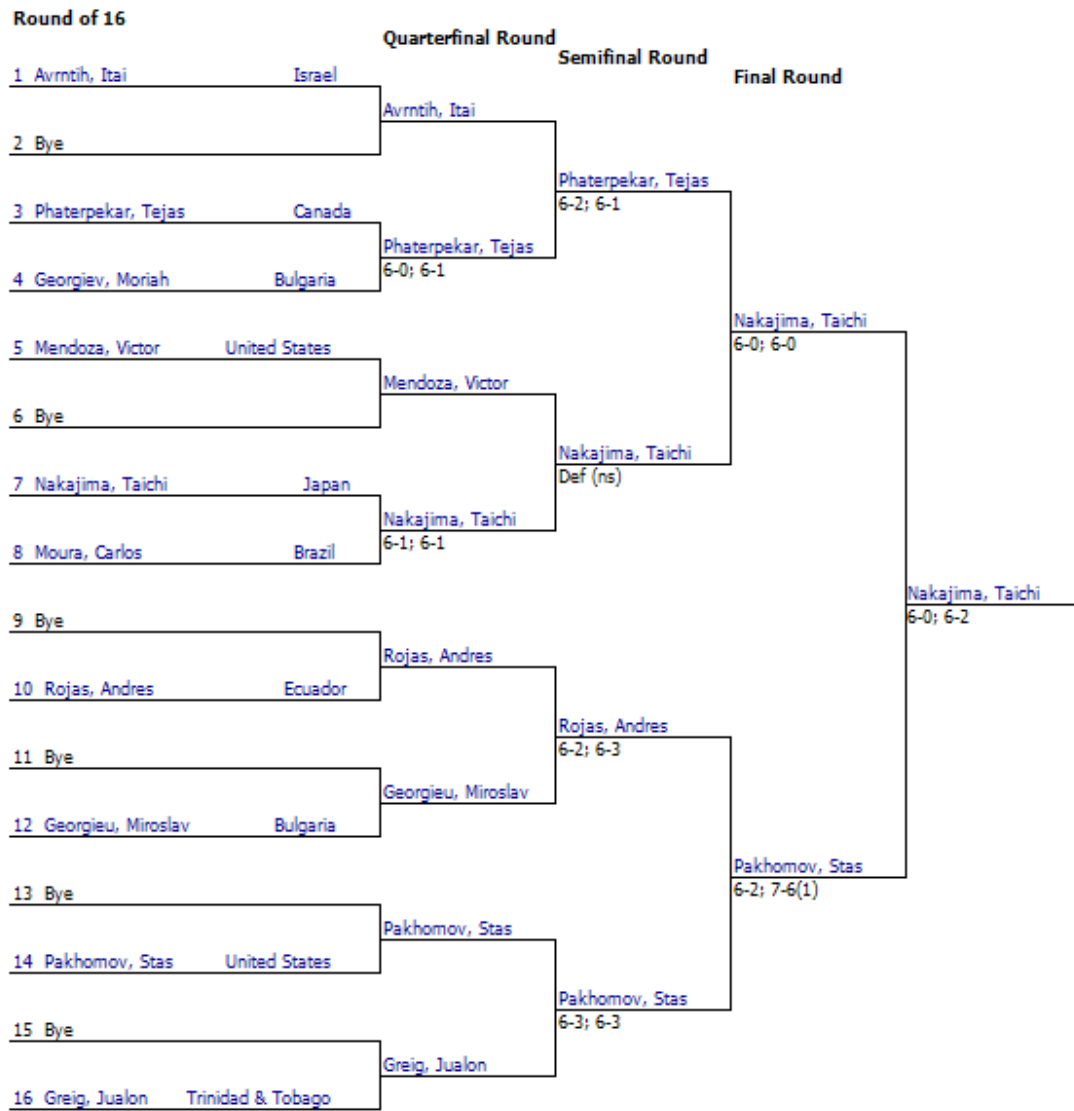 Round of 16
Quarterfinal Round
Semifinal Round
Final Round
1 Avrntih, Itai Israel
Avrntih, Itai
2 Bye
Phaterpekar, Tejas
6-2; 6-1
3 Phaterpekar, Tejas Canada
Phaterpekar, Tejas
6-0; 6-1
4 Georgiev, Moriah Bulgaria
Nakajima, Taichi
6-0; 6-0
5 Mendoza, Victor United States
Mendoza, Victor
6 Bye
Nakajima, Taichi
Def (ns)
7 Nakajima, Taichi Japan
Nakajima, Taichi
6-1; 6-1
8 Moura, Carlos Brazil
Nakajima, Taichi
6-0; 6-2
9 Bye
Rojas, Andres
10 Rojas, Andres Ecuador
Rojas, Andres
6-2; 6-3
11 Bye
Georgieu, Miroslav
12 Georgieu, Miroslav Bulgaria
Pakhomov, Stas
6-2; 7-6(1)
13 Bye
Pakhomov, Stas
14 Pakhomov, Stas United States
Pakhomov, Stas
6-3; 6-3
15 Bye
Greig, Jualon
16 Greig, Jualon Trinidad & Tobago